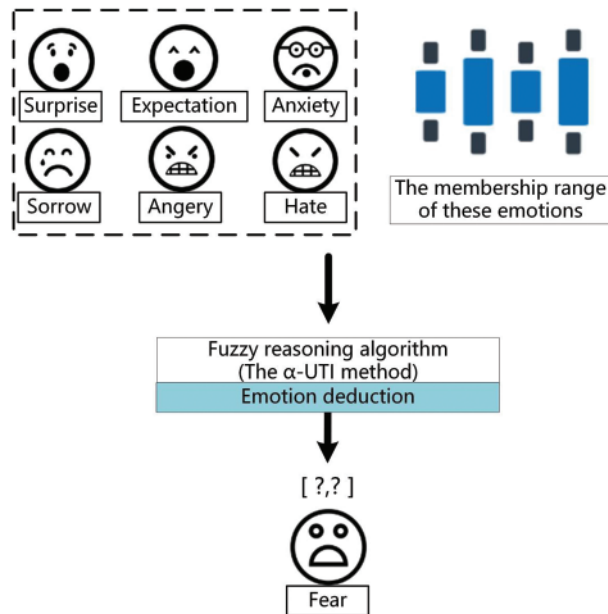 Surprise
Expectation
Anxiety
Sorrow
Angery
Hate
The membership range
of these emotions
Fuzzy reasoning algorithm
(The α-UTI method)
Emotion deduction
[ ?,? ]
Fear